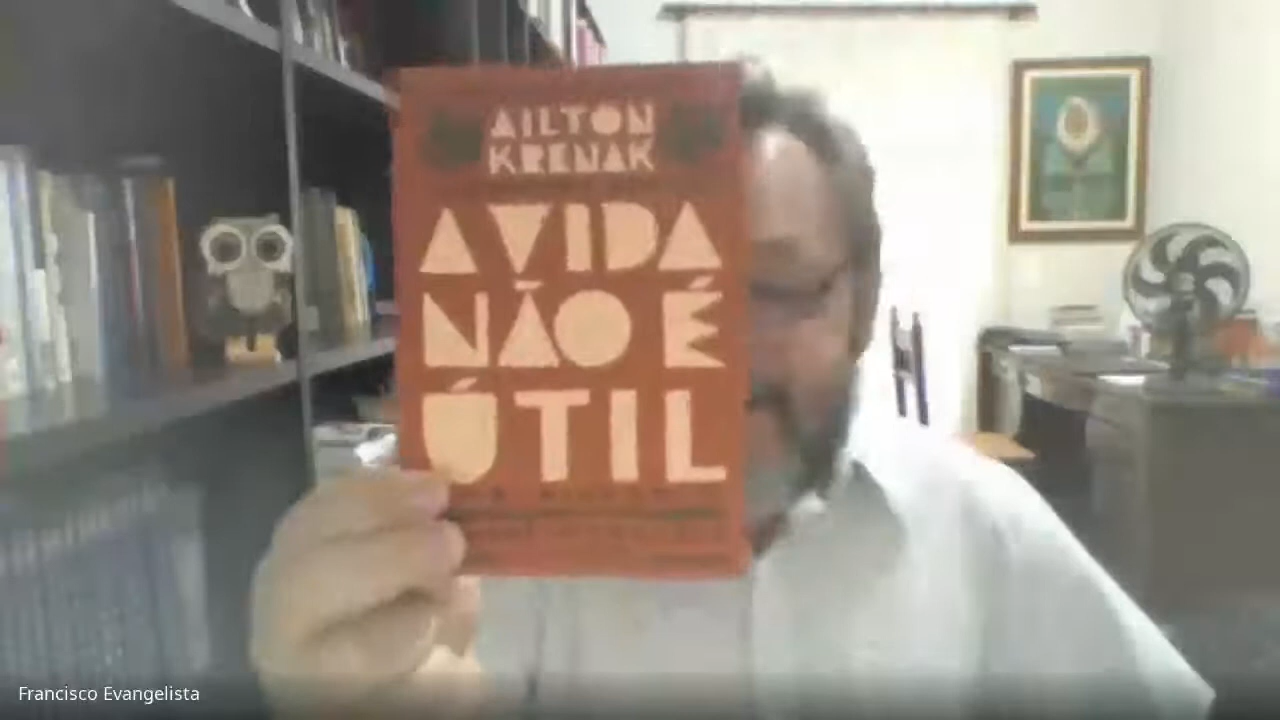 AILTON
KRENAK
A VIDA
NÃO É
ÚTIL
Francisco Evangelista